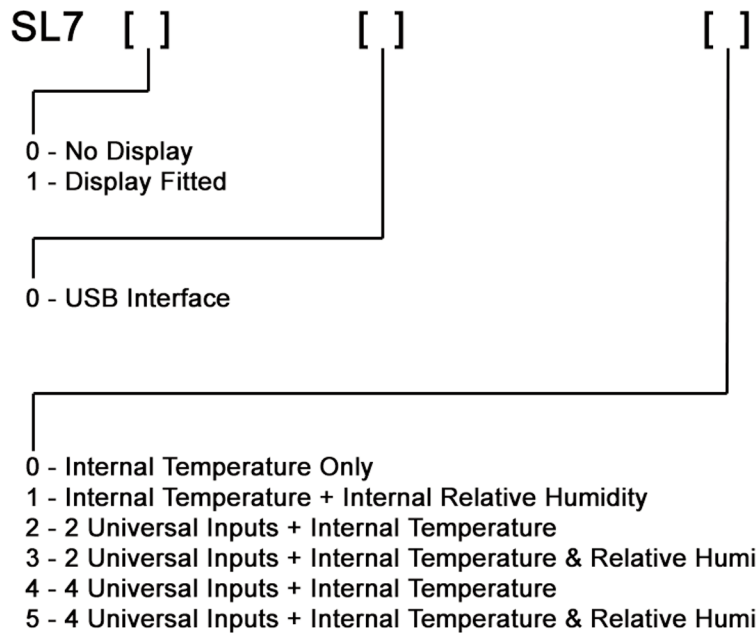 SL7 [ ] [ ] [ ]
0 - No Display
1 - Display Fitted
0 - USB Interface
0 - Internal Temperature Only
1 - Internal Temperature + Internal Relative Humidity
2 - 2 Universal Inputs + Internal Temperature
3 - 2 Universal Inputs + Internal Temperature & Relative Humi
4 - 4 Universal Inputs + Internal Temperature
5 - 4 Universal Inputs + Internal Temperature & Relative Humi